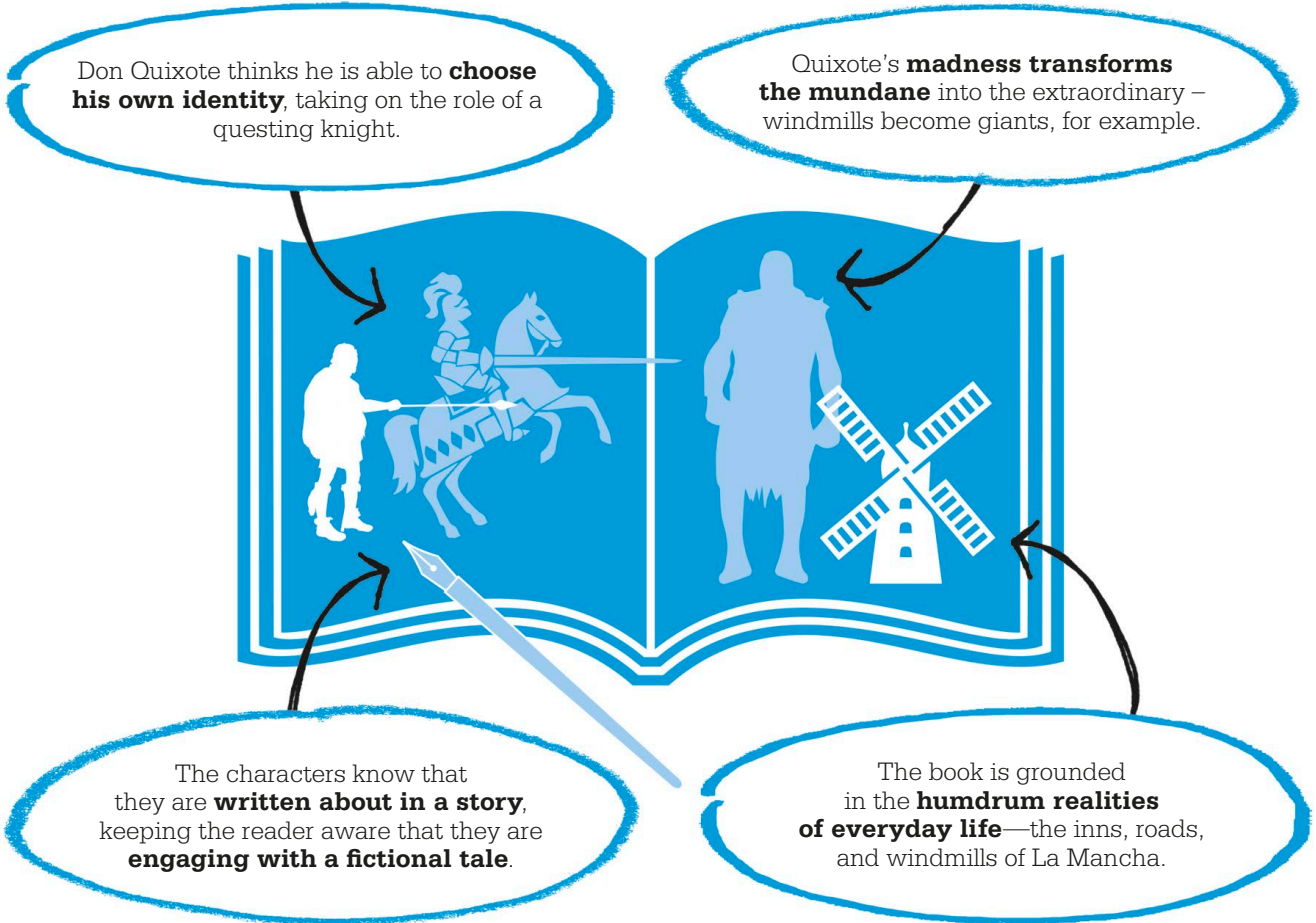 Don Quixote thinks he is able to choose
his own identity, taking on the role of a
questing knight.
Quixote’s madness transforms
the mundane into the extraordinary –
windmills become giants, for example.
The characters know that
they are written about in a story,
keeping the reader aware that they are
engaging with a fictional tale.
The book is grounded
in the humdrum realities
of everyday life—the inns, roads,
and windmills of La Mancha.